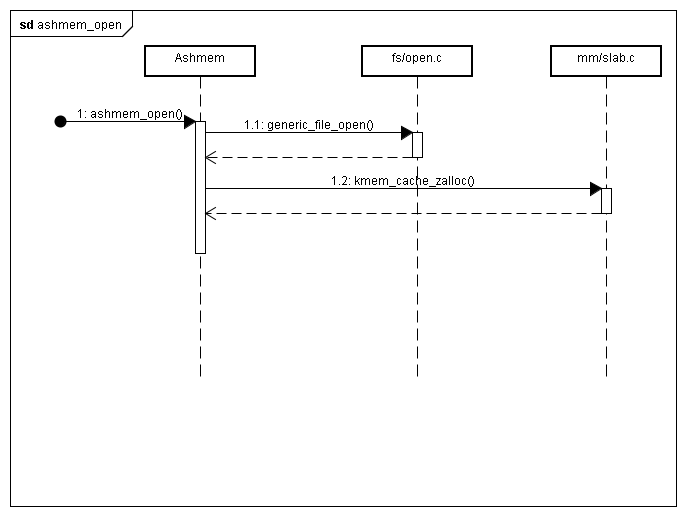 sd ashmem_open
Ashmem
fs/open.c
mm/slab.c
1: ashmem_open()
1.1: generic_file_open()
1.2: kmem_cache_zalloc()